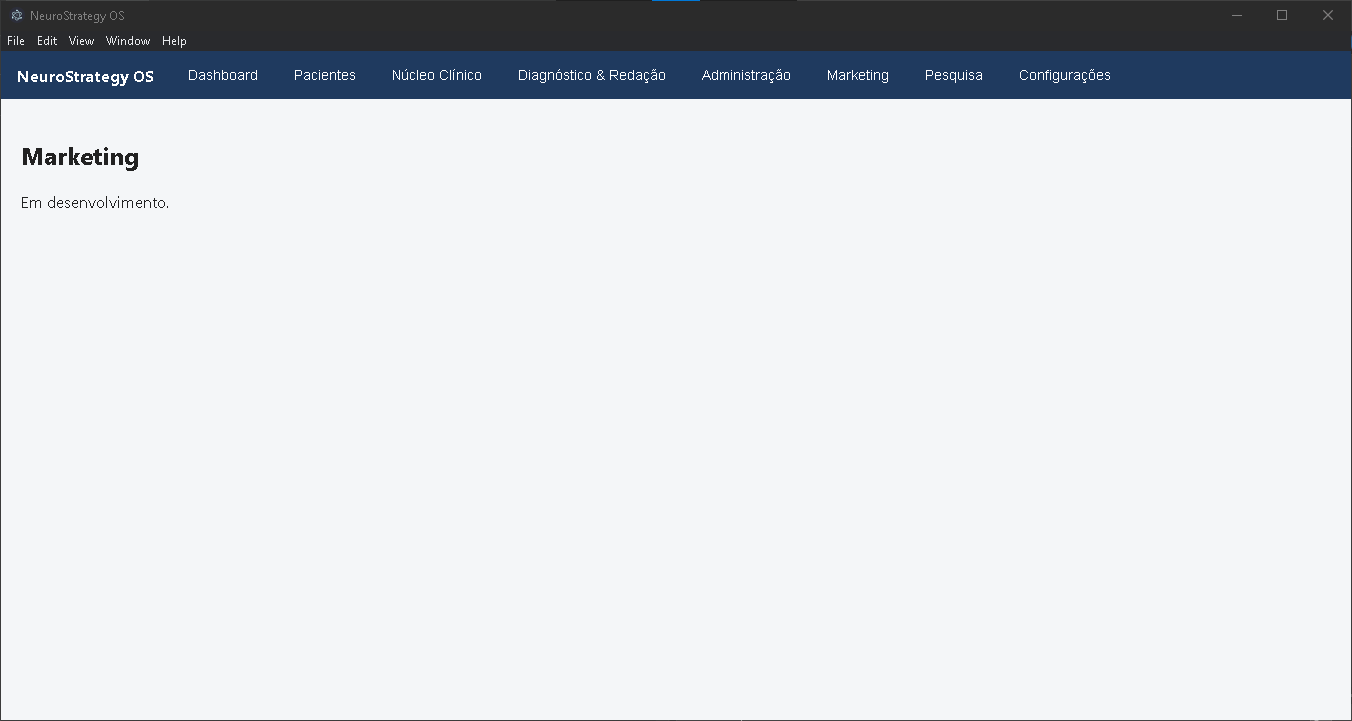 NeuroStrategy OS
File Edit View Window Help
NeuroStrategy OS Dashboard Pacientes Núcleo Clínico Diagnóstico & Redação Administração Marketing Pesquisa Configurações
Marketing
Em desenvolvimento.